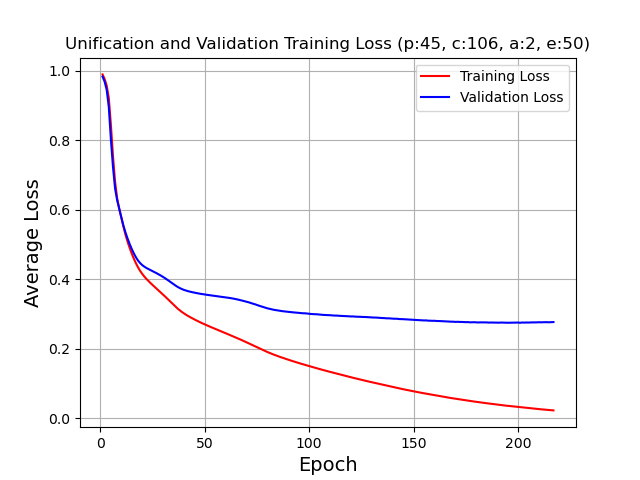 Unification and Validation Training Loss (p:45, c:106, a:2, e:50)
Training Loss
Validation Loss
Average Loss
1.0
0.8
0.6
0.4
0.2
0.0
0 50 100 150 200
Epoch